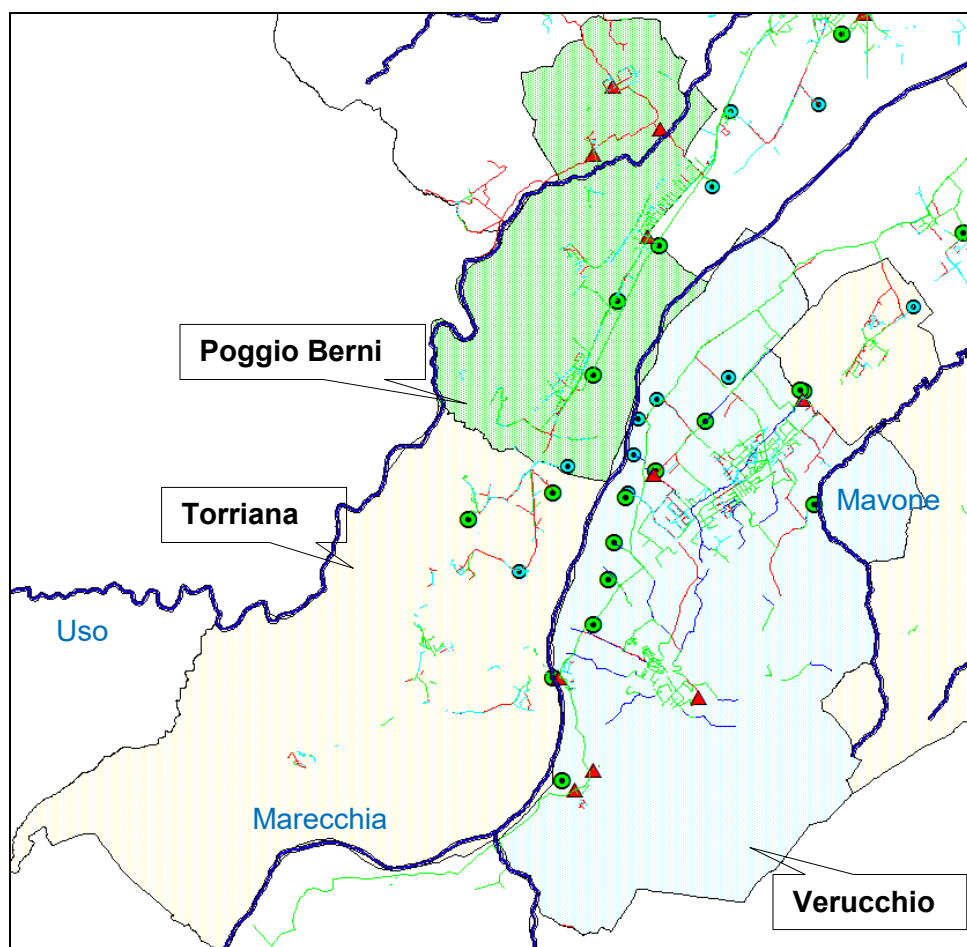 Poggio Berni
Torriana
Mavone
Uso
Marecchia
Verucchio